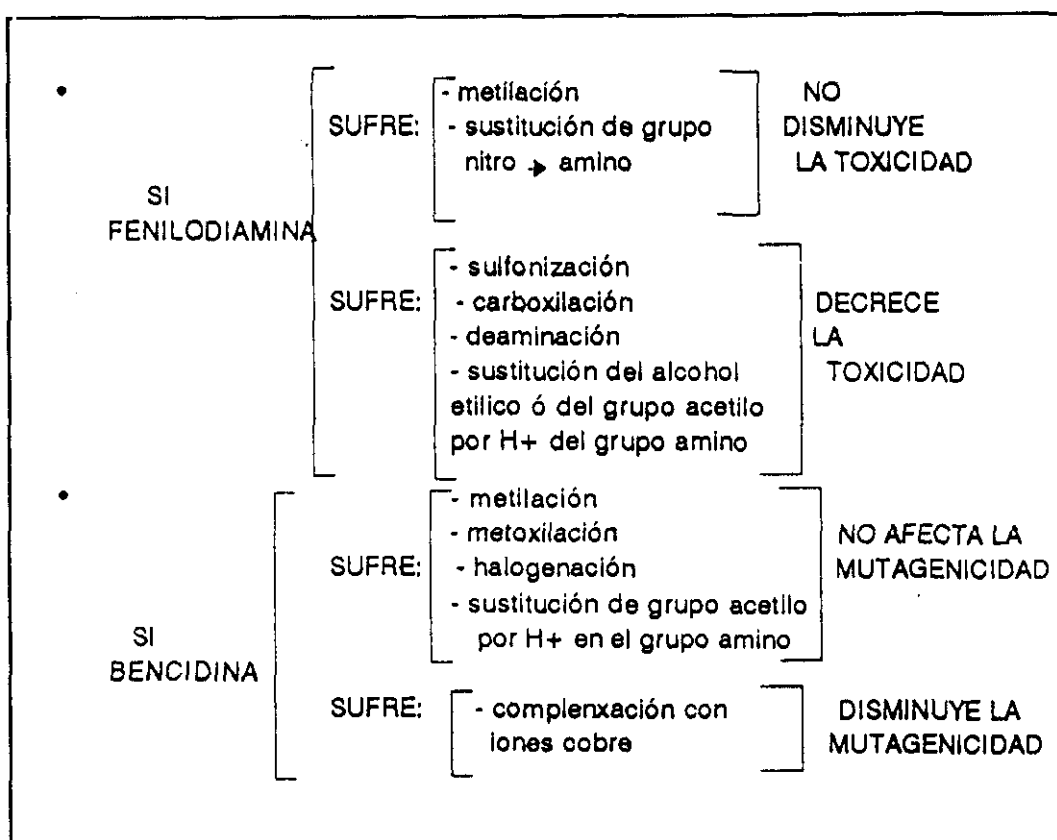 •
SI
FENILODIAMINA
SUFRE:
- metilación
- sustitución de grupo
nitro → amino
NO
DISMINUYE
LA TOXICIDAD
SUFRE:
- sulfonización
- carboxilación
- deaminación
- sustitución del alcohol
etilico ó del grupo acetilo
por H+ del grupo amino
DECRECE
LA
TOXICIDAD
•
SI
BENCIDINA
SUFRE:
- metilación
- metoxilación
- halogenación
- sustitución de grupo acetilo
por H+ en el grupo amino
NO AFECTA LA
MUTAGENICIDAD
SUFRE:
- complenxación con
iones cobre
DISMINUYE LA
MUTAGENICIDAD